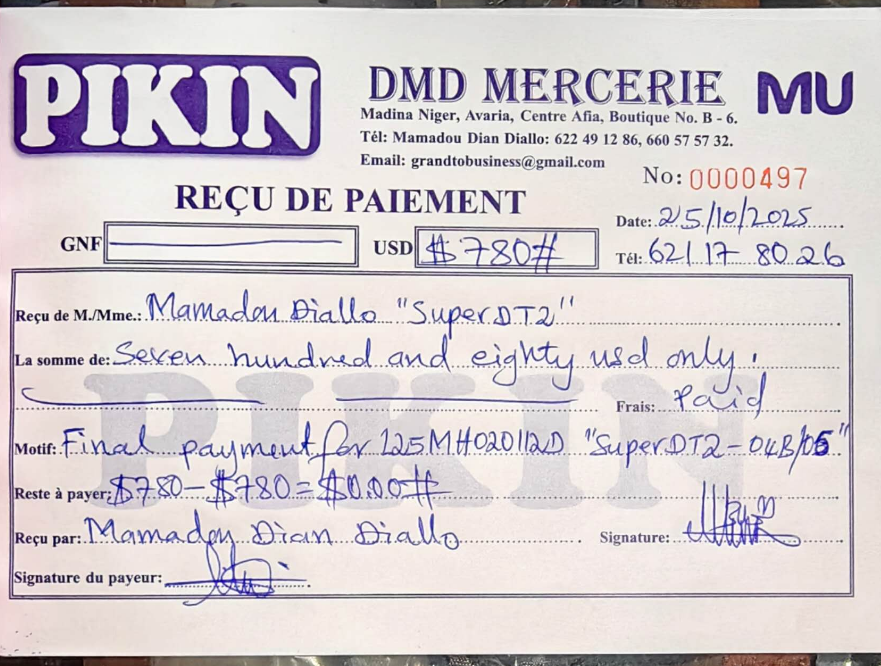 PIKIN
DMD MERCERIE
MU
Madina Niger, Avaria, Centre Afia, Boutique No. B - 6.
Tél: Mamadou Dian Diallo: 622 49 12 86, 660 57 57 32.
Email: grandtobusiness@gmail.com
No: 0000497
REÇU DE PAIEMENT
Date: 25/10/2025
GNF
USD $780#
Tél: 621 17 80 26
Reçu de M./Mme.: Mamadou Diallo "SuperDT2"
La somme de: Seven hundred and eighty usd only.
Frais: Paid
Motif: Final payment for 125MH020112D "SuperDT2-04B/05"
Reste à payer: $780-$780=$0.00#
Reçu par: Mamadou Dian Diallo
Signature:
Signature du payeur:
PIKIN